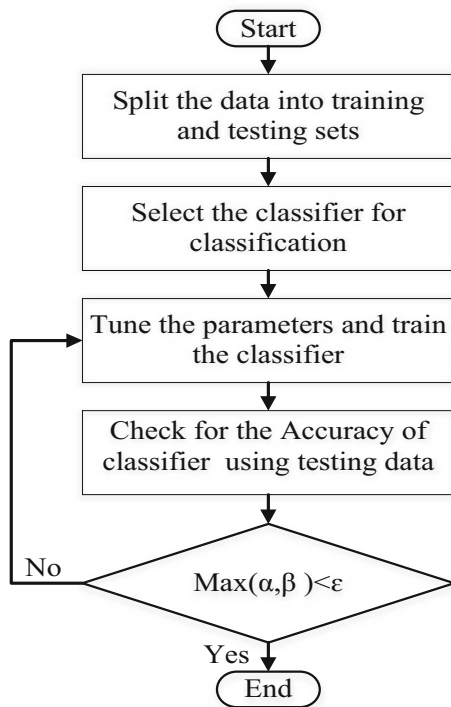 Start
Split the data into training
and testing sets
Select the classifier for
classification
Tune the parameters and train
the classifier
Check for the Accuracy of
classifier using testing data
Max(α,β )<ε
No
Yes
End